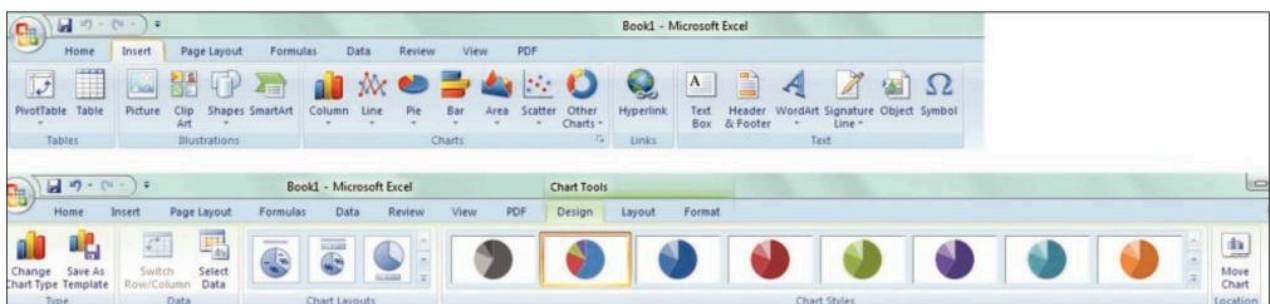 Book1 - Microsoft Excel
Home Insert Page Layout Formulas Data Review View PDF
PivotTable Table Picture Clip Art Shapes SmartArt Column Line Pie Bar Area Scatter Other Charts Hyperlink Text Box Header & Footer WordArt Signature Line Object Symbol
Tables Illustrations Charts Links Text
Book1 - Microsoft Excel Chart Tools
Home Insert Page Layout Formulas Data Review View PDF Design Layout Format
Change Chart Type Save As Template Switch Row/Column Select Data Move Chart
Type Data Chart Layouts Chart Styles Location